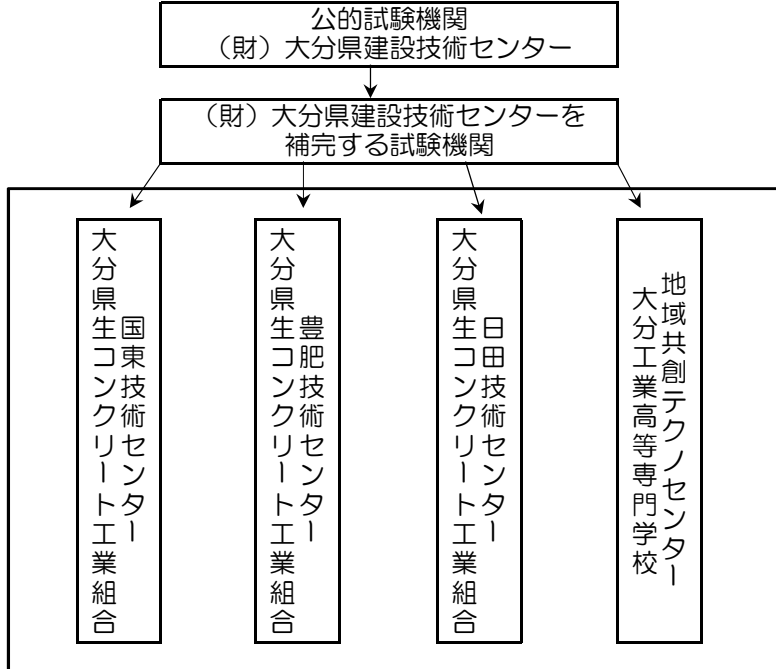 公的試験機関
（財）大分県建設技術センター
（財）大分県建設技術センターを
補完する試験機関
大分県生コンクリート工業組合
国東技術センター
大分県生コンクリート工業組合
豊肥技術センター
大分県生コンクリート工業組合
日田技術センター
大分工業高等専門学校
地域共創テクノセンター